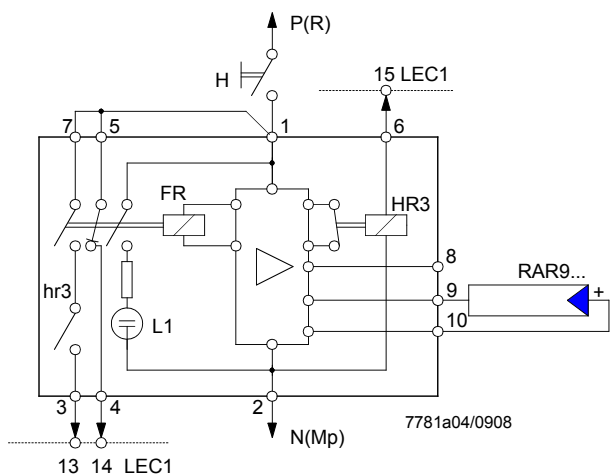 P(R)
H
15 LEC1
7 5 1 6
FR
HR3
8
RAR9...
9 +
10
hr3
L1
3 4 2
7781a04/0908
N(Mp)
13 14 LEC1